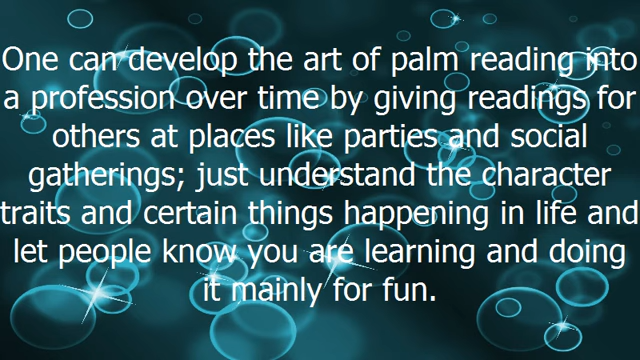 One can develop the art of palm reading into
a profession over time by giving readings for
others at places like parties and social
gatherings; just understand the character
traits and certain things happening in life and
let people know you are learning and doing
it mainly for fun.